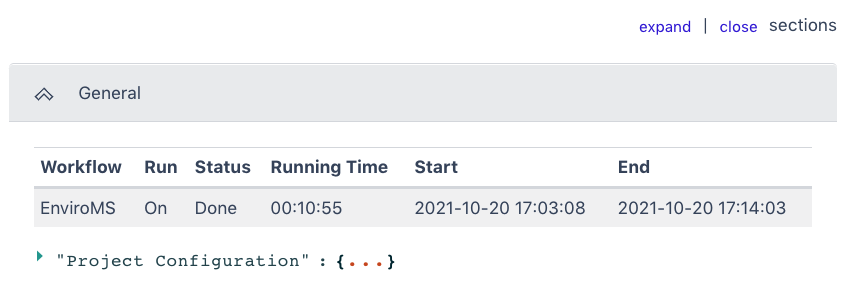 expand | close sections
General
Workflow Run Status Running Time Start End
EnviroMS On Done 00:10:55 2021-10-20 17:03:08 2021-10-20 17:14:03
"Project Configuration" : {...}